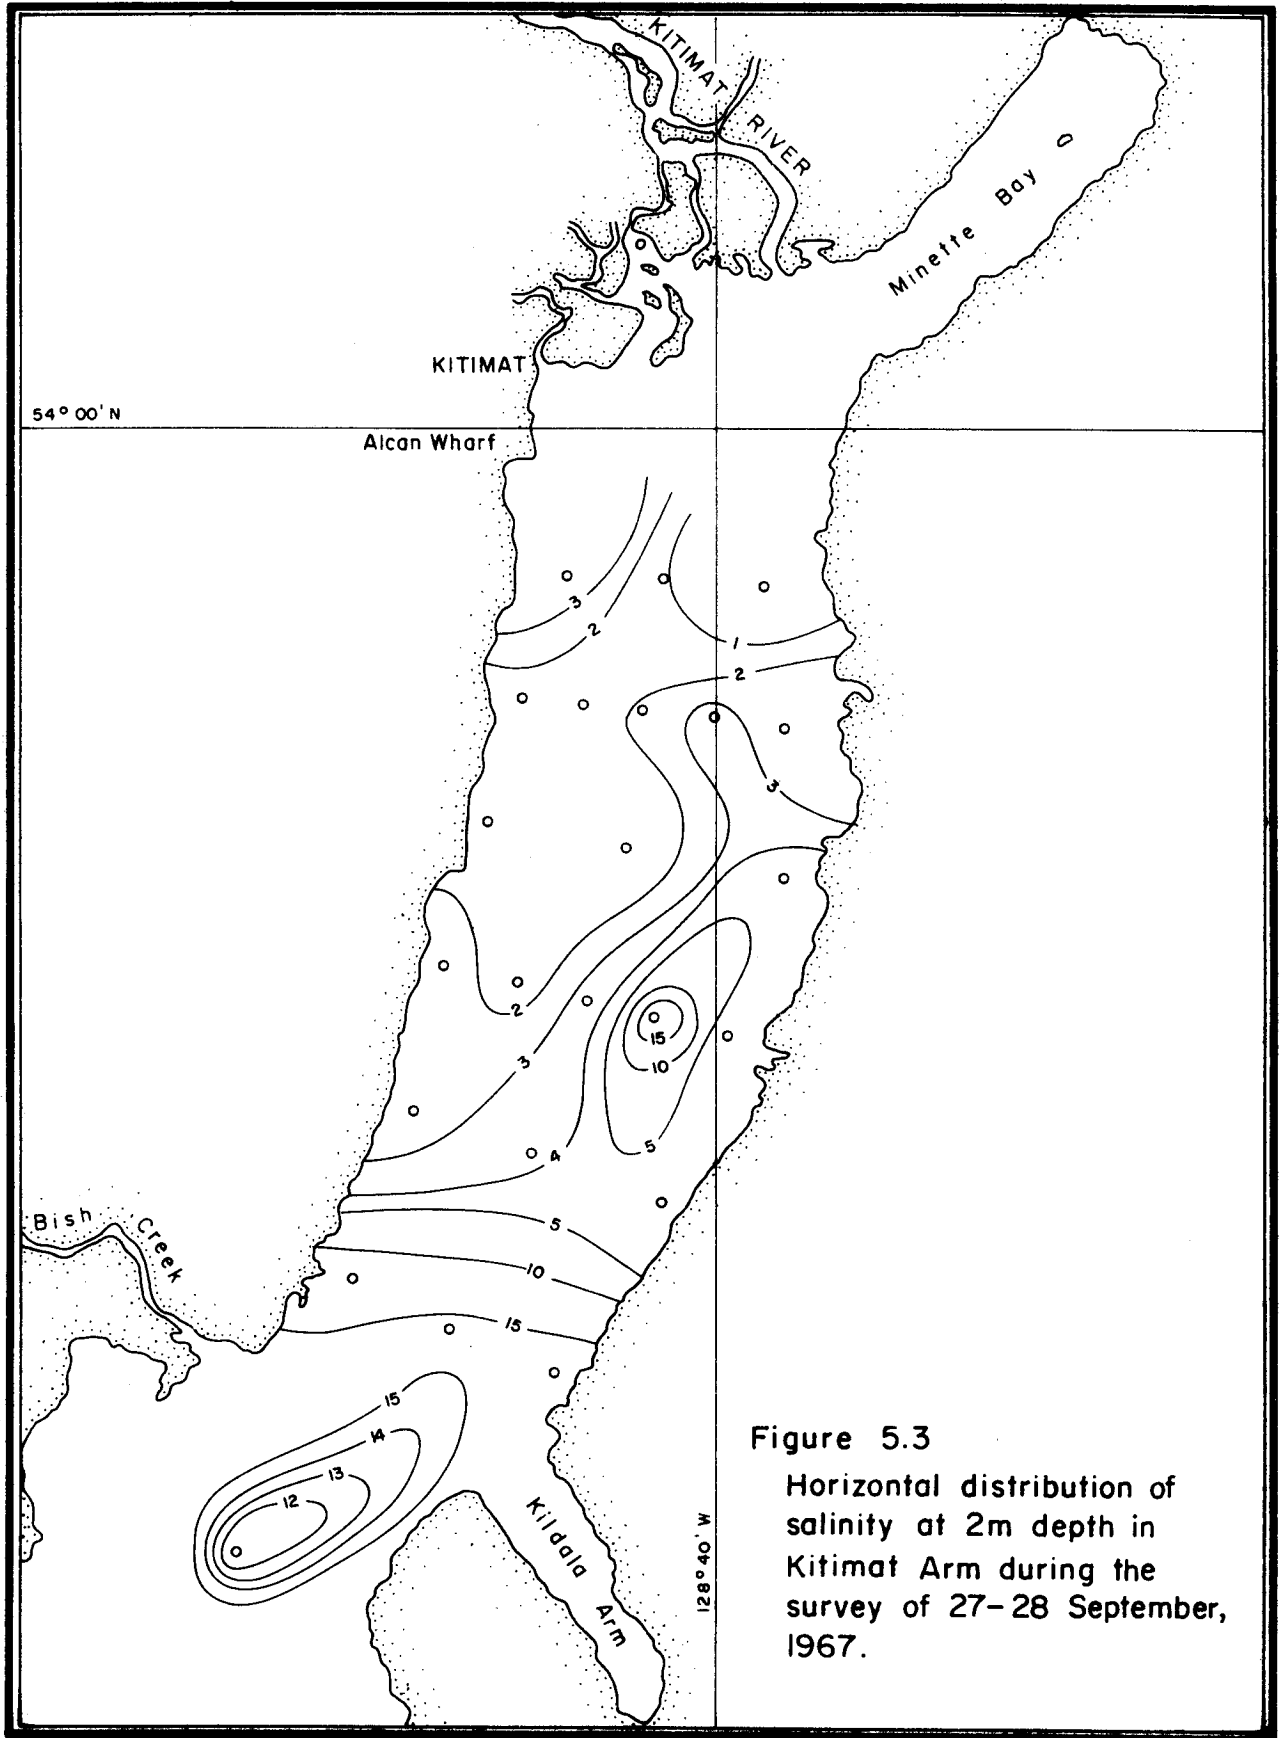 KITIMAT RIVER
Minette Bay
KITIMAT
54° 00' N
Alcan Wharf
3
2
1
2
3
2
3
15
10
5
4
5
10
15
Bish Creek
15
14
13
12
Kildala Arm
128° 40' W
Figure 5.3
Horizontal distribution of
salinity at 2m depth in
Kitimat Arm during the
survey of 27-28 September,
1967.